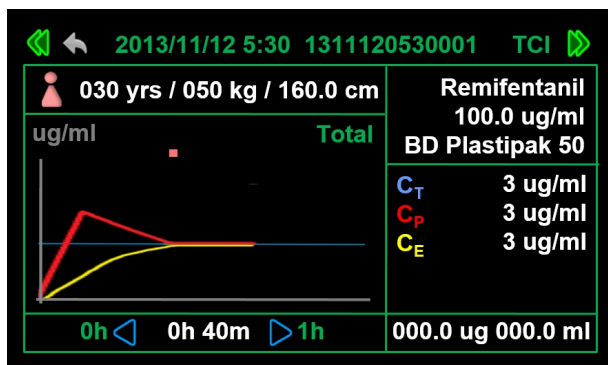 2013/11/12 5:30 1311120530001 TCI
030 yrs / 050 kg / 160.0 cm
Remifentanil
100.0 ug/ml
BD Plastipak 50
ug/ml Total
CT 3 ug/ml
CP 3 ug/ml
CE 3 ug/ml
0h 0h 40m 1h
000.0 ug 000.0 ml